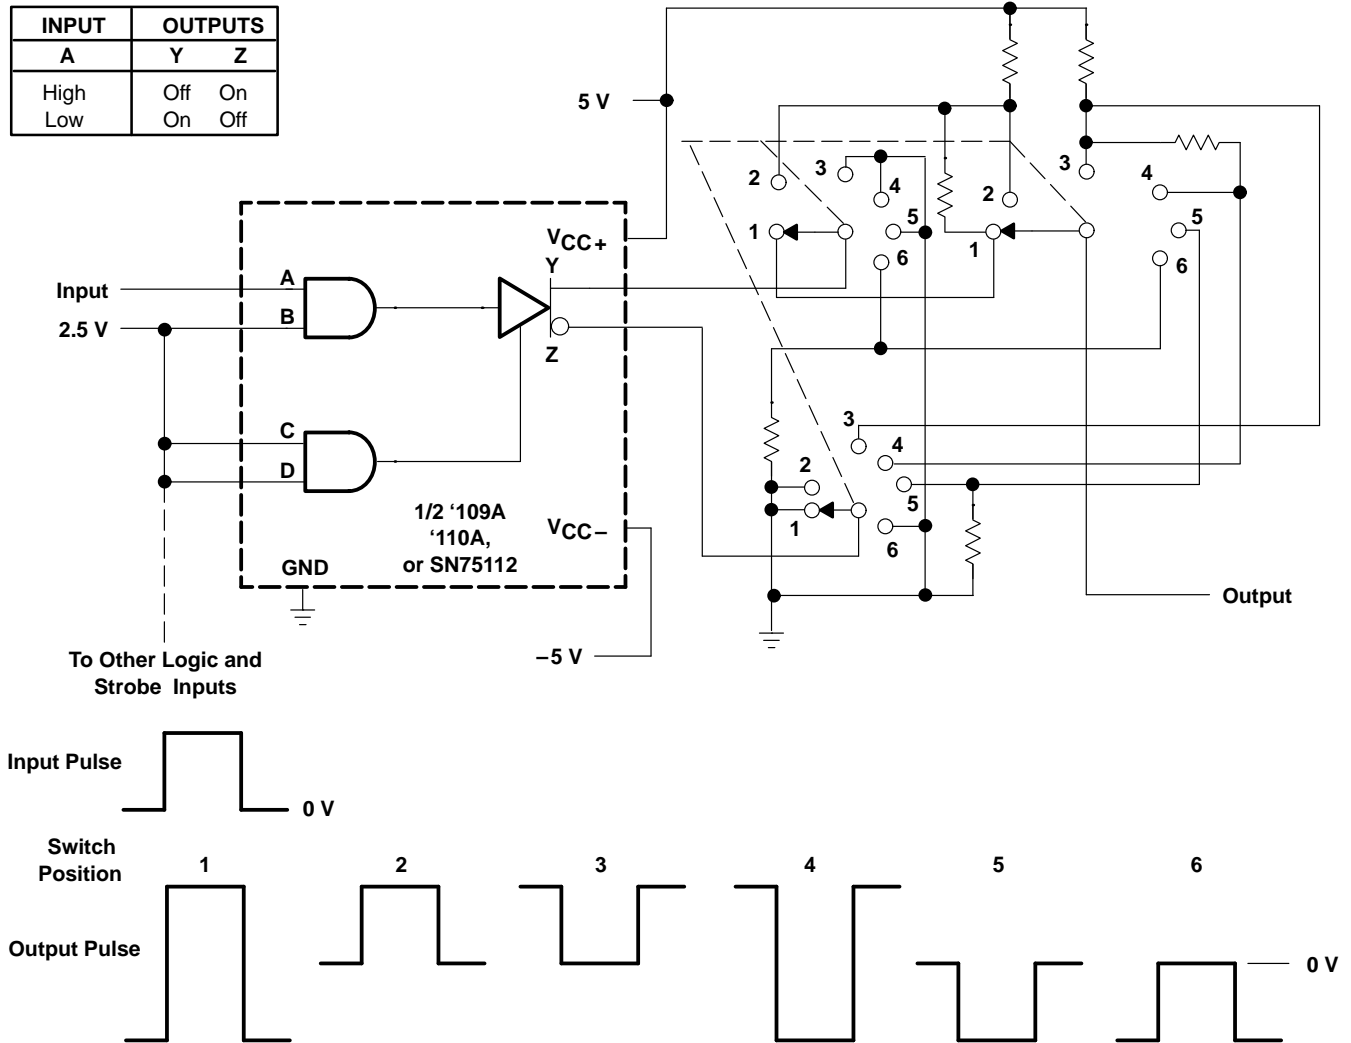 INPUT OUTPUTS
A Y Z
High Off On
Low On Off
5 V
3
2
3
4
4
2
5
5
1
1
6
6
VCC+
Y
A
Input
B
2.5 V
Z
3
C
4
D
2
5
1/2 ‘109A
‘110A,
or SN75112
VCC–
1
6
GND
Output
–5 V
To Other Logic and
Strobe Inputs
Input Pulse
0 V
Switch
Position
1 2 3 4 5 6
Output Pulse
0 V